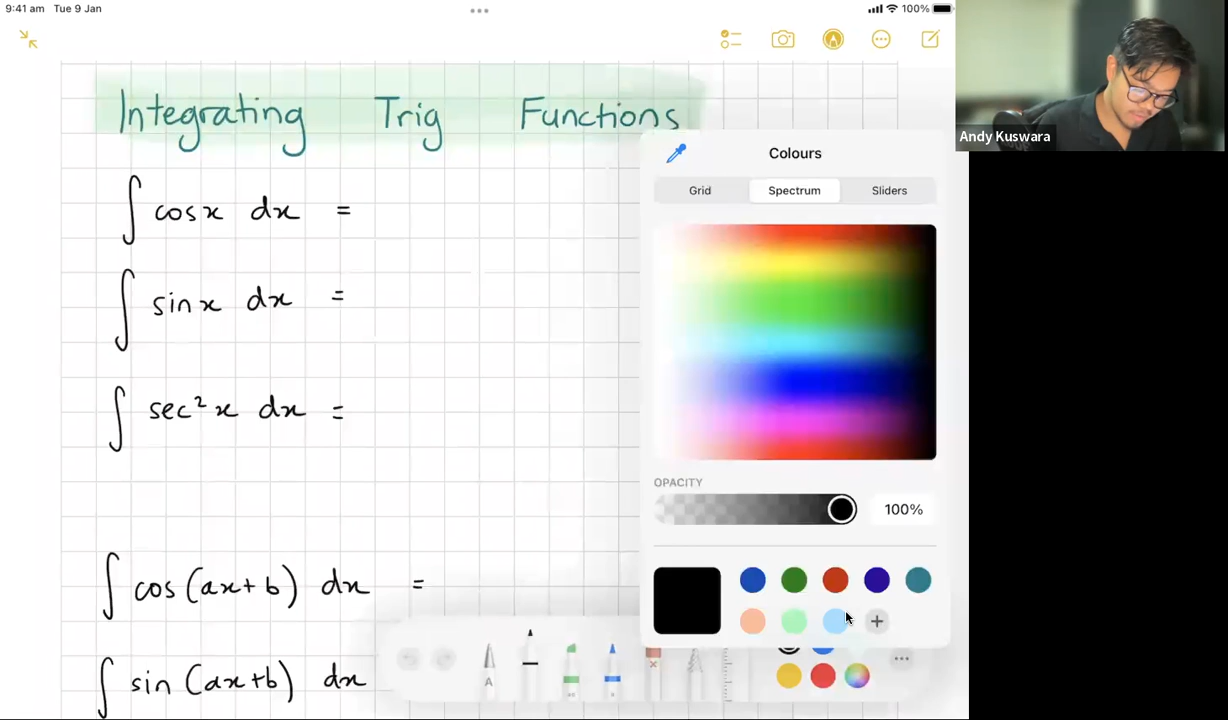 9:41 am Tue 9 Jan
100%
Andy Kuswara
Integrating Trig Functions
Colours
Grid Spectrum Sliders
∫ cos x dx =
∫ sin x dx =
∫ sec² x dx =
OPACITY
100%
∫ cos (ax+b) dx =
∫ sin (ax+b) dx
A